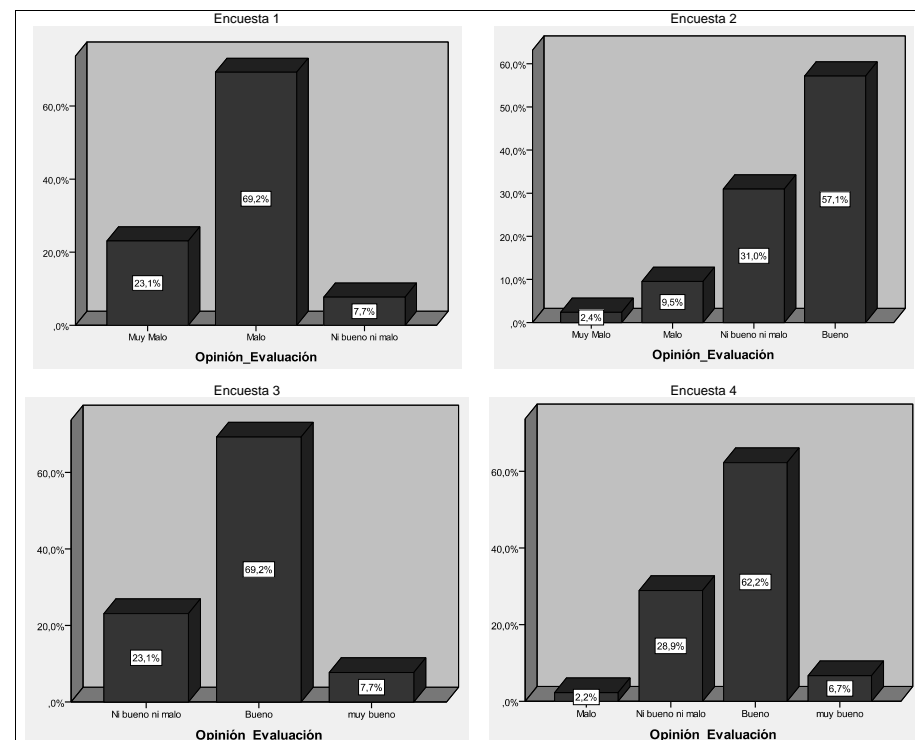 Encuesta 1
60,0%
40,0%
20,0%
,0%
23,1%
69,2%
7,7%
Muy Malo
Malo
Ni bueno ni malo
Opinión_Evaluación
Encuesta 2
60,0%
50,0%
40,0%
30,0%
20,0%
10,0%
,0%
2,4%
9,5%
31,0%
57,1%
Muy Malo
Malo
Ni bueno ni malo
Bueno
Opinión_Evaluación
Encuesta 3
60,0%
40,0%
20,0%
,0%
23,1%
69,2%
7,7%
Ni bueno ni malo
Bueno
muy bueno
Opinión_Evaluación
Encuesta 4
60,0%
40,0%
20,0%
,0%
2,2%
28,9%
62,2%
6,7%
Malo
Ni bueno ni malo
Bueno
muy bueno
Opinión_Evaluación